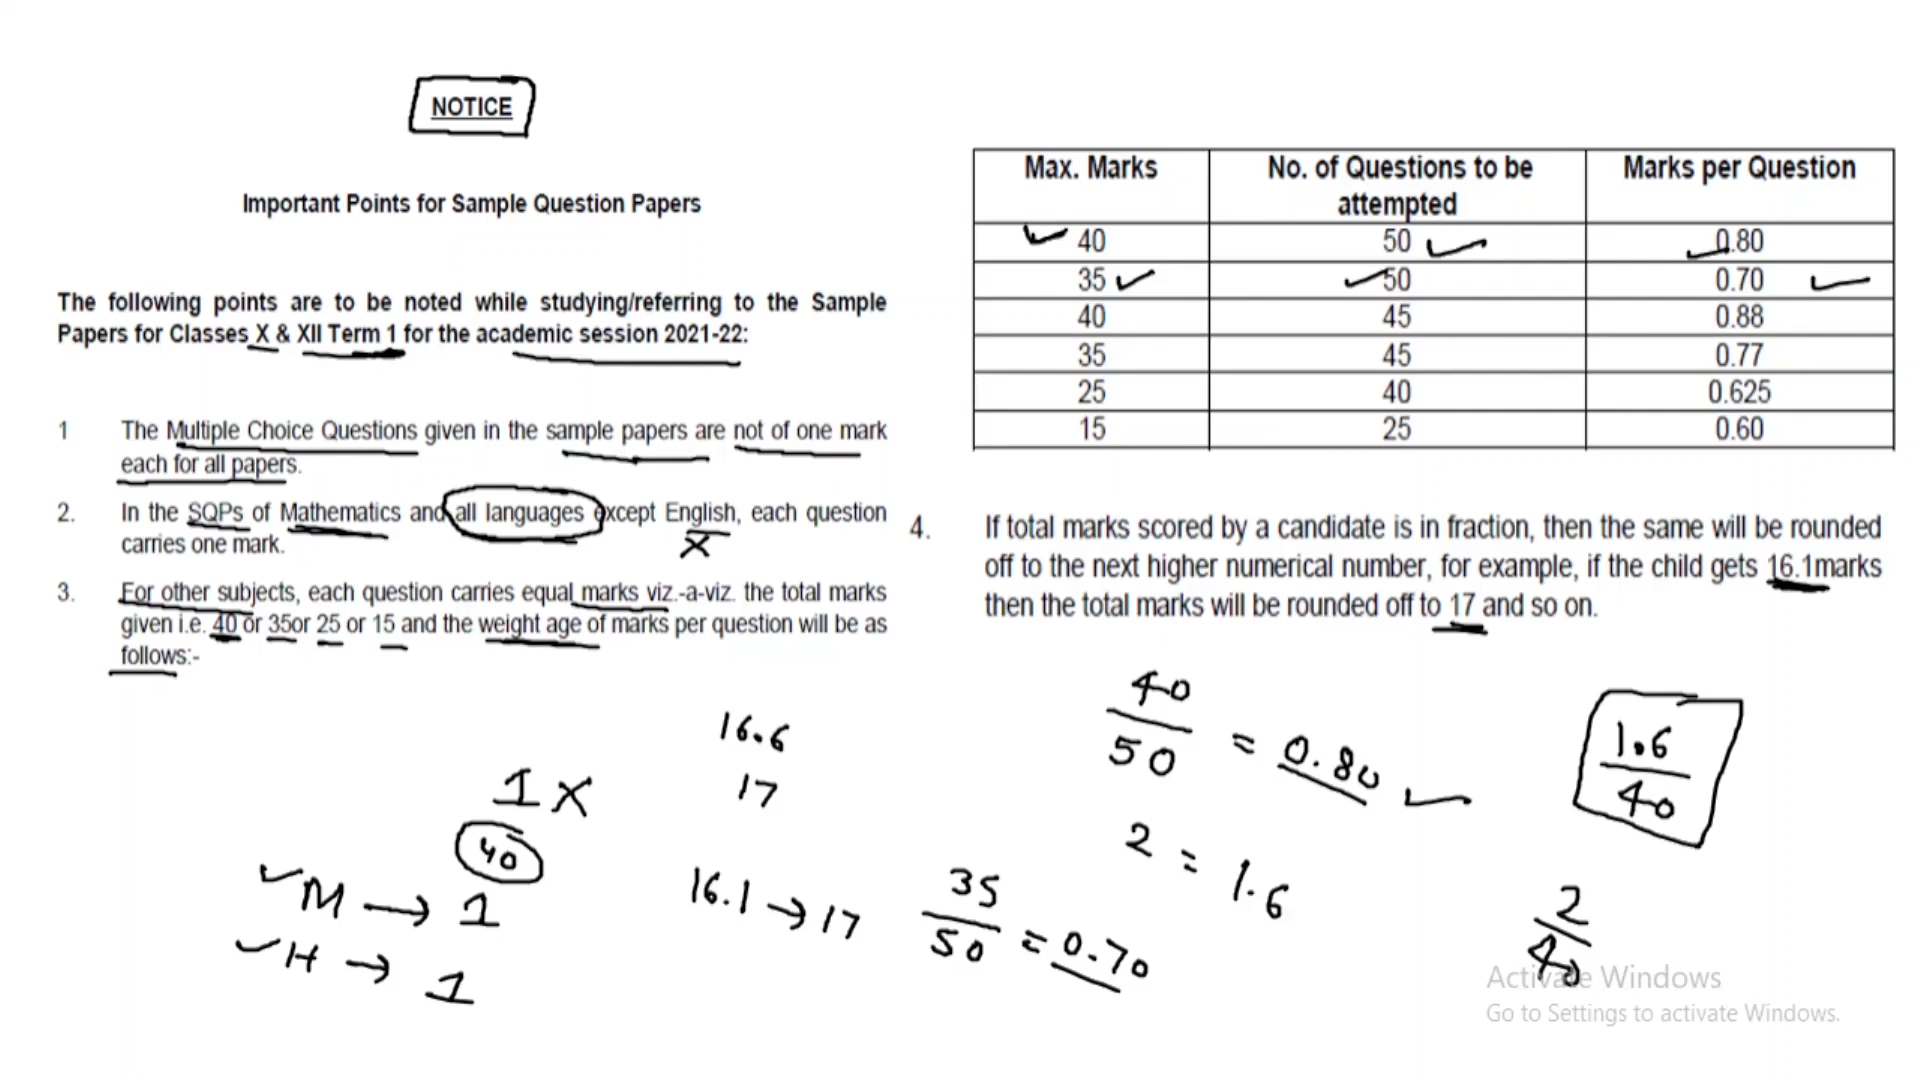 NOTICE
Important Points for Sample Question Papers
The following points are to be noted while studying/referring to the Sample
Papers for Classes X & XII Term 1 for the academic session 2021-22:
1 The Multiple Choice Questions given in the sample papers are not of one mark
each for all papers.
2. In the SQPs of Mathematics and all languages except English, each question
carries one mark.
X
3. For other subjects, each question carries equal marks viz.-a-viz. the total marks
given i.e. 40 or 35or 25 or 15 and the weight age of marks per question will be as
follows:-
16.6
17
1 X
40
M → 1
H → 1
16.1 → 17
Max. Marks No. of Questions to be attempted Marks per Question
40 50 0.80
35 50 0.70
40 45 0.88
35 45 0.77
25 40 0.625
15 25 0.60
4. If total marks scored by a candidate is in fraction, then the same will be rounded
off to the next higher numerical number, for example, if the child gets 16.1marks
then the total marks will be rounded off to 17 and so on.
40
50 = 0.80
1.6
40
2 = 1.6
35
50 = 0.70
2
40
Activate Windows
Go to Settings to activate Windows.